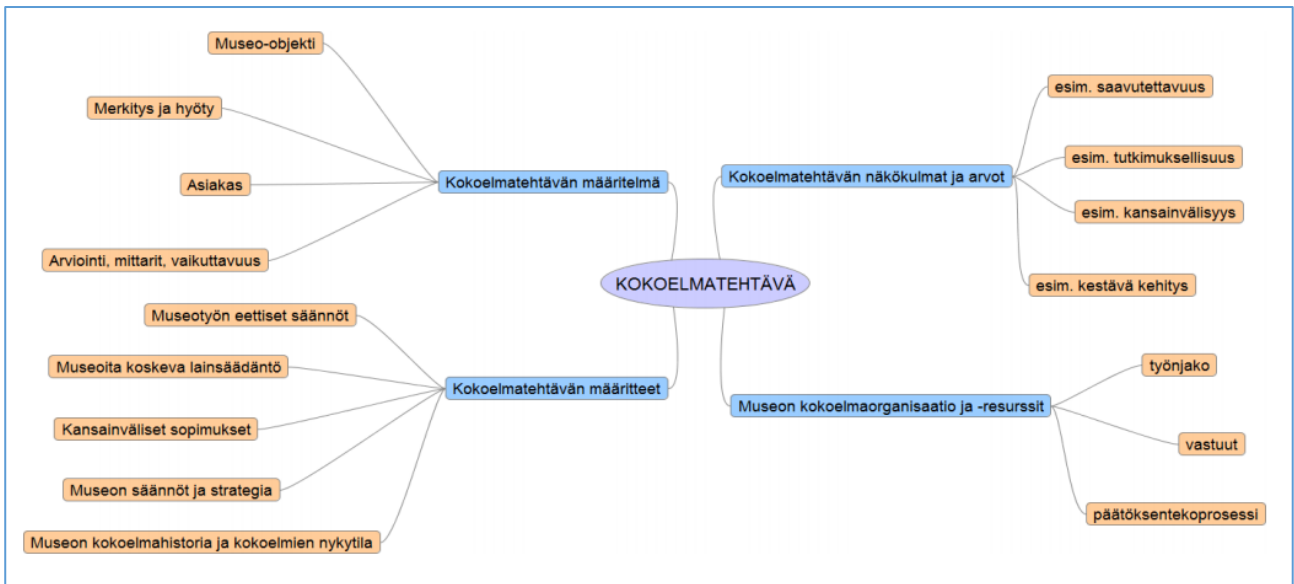 Museo-objekti
Merkitys ja hyöty
Asiakas
Arviointi, mittarit, vaikuttavuus
Kokoelmatehtävän määritelmä
Museotyön eettiset säännöt
Museoita koskeva lainsäädäntö
Kansainväliset sopimukset
Museon säännöt ja strategia
Museon kokoelmahistoria ja kokoelmien nykytila
Kokoelmatehtävän määritteet
KOKOELMATEHTÄVÄ
Kokoelmatehtävän näkökulmat ja arvot
esim. saavutettavuus
esim. tutkimuksellisuus
esim. kansainvälisyys
esim. kestävä kehitys
Museon kokoelmaorganisaatio ja -resurssit
työnjako
vastuut
päätöksentekoprosessi